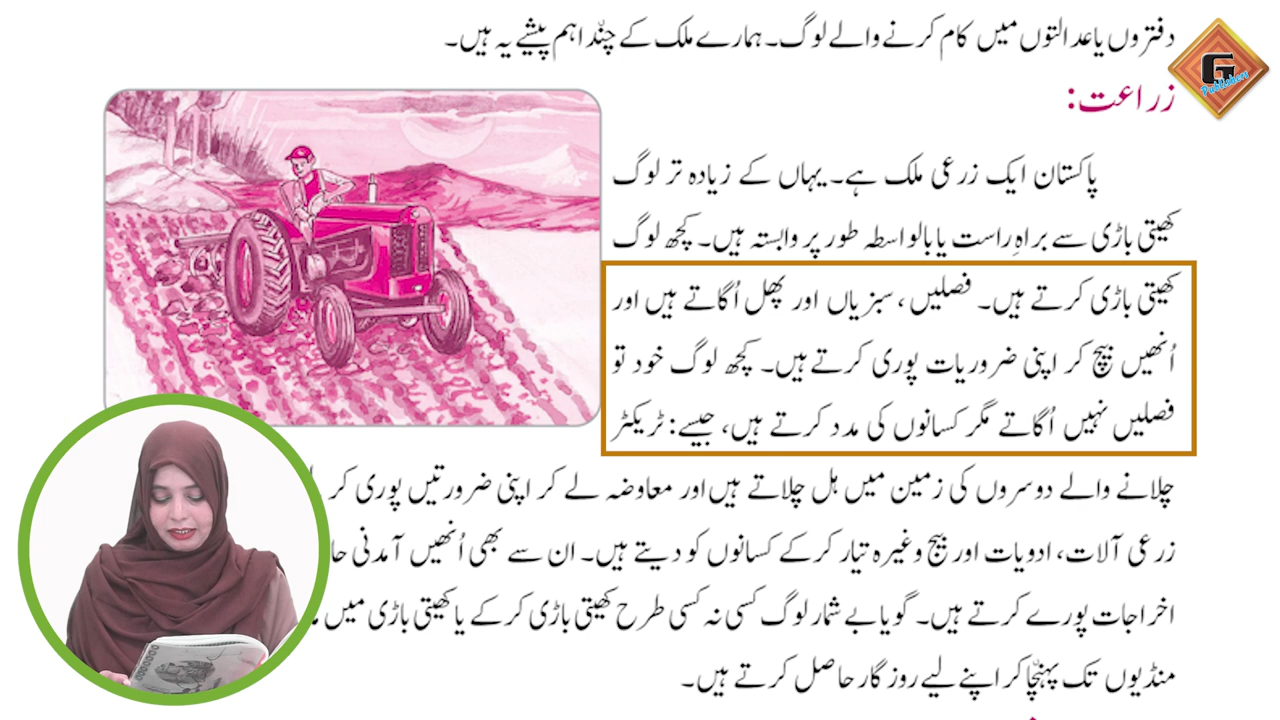 دفتروں یا عدالتوں میں کام کرنے والے لوگ۔ ہمارے ملک کے چند اہم پیشے یہ ہیں۔
G
Publishers
زراعت:
پاکستان ایک زرعی ملک ہے۔ یہاں کے زیادہ تر لوگ
کھیتی باڑی سے براہِ راست یا بالواسطہ طور پر وابستہ ہیں۔ کچھ لوگ
کھیتی باڑی کرتے ہیں۔ فصلیں، سبزیاں اور پھل اُگاتے ہیں اور
اُنھیں بیچ کر اپنی ضروریات پوری کرتے ہیں۔ کچھ لوگ خود تو
فصلیں نہیں اُگاتے مگر کسانوں کی مدد کرتے ہیں، جیسے: ٹریکٹر
چلانے والے دوسروں کی زمین میں ہل چلاتے ہیں اور معاوضہ لے کر اپنی ضرورتیں پوری کر
زرعی آلات، ادویات اور بیج وغیرہ تیار کرکے کسانوں کو دیتے ہیں۔ ان سے بھی اُنھیں آمدنی
اخراجات پورے کرتے ہیں۔ گویا بے شمار لوگ کسی نہ کسی طرح کھیتی باڑی کرکے یا کھیتی باڑی میں
منڈیوں تک پہنچا کر اپنے لیے روزگار حاصل کرتے ہیں۔